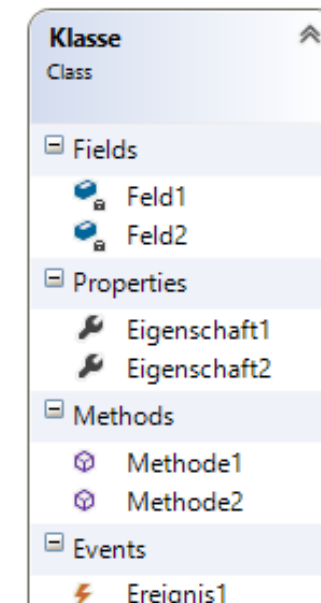 Klasse
Class
Fields
Feld1
Feld2
Properties
Eigenschaft1
Eigenschaft2
Methods
Methode1
Methode2
Events
Ereignis1